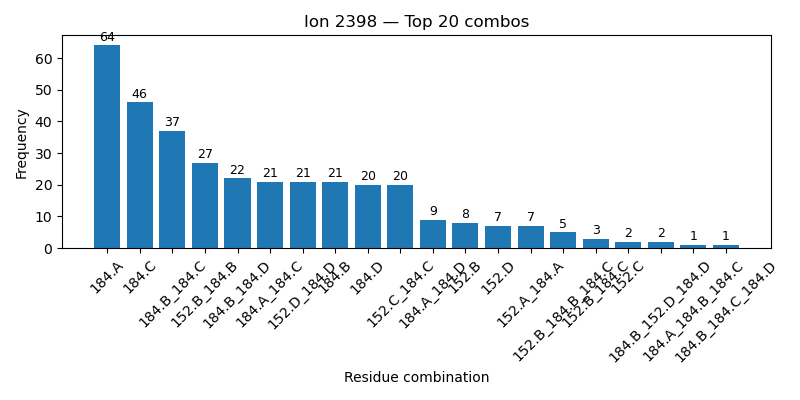 Ion 2398 — Top 20 combos
Frequency
60
50
40
30
20
10
0
64
46
37
27
22
21
21
21
20
20
9
8
7
7
5
3
2
2
1
1
184.A
184.C
184.B_184.C
152.B_184.B
184.B_184.D
184.A_184.C
152.D_184.D
184.B
184.D
152.C_184.C
184.A_184.D
152.B
152.D
152.A_184.A
152.B_184.B_184.C
152.B_184.C
152.C
184.B_152.D_184.D
184.A_184.B_184.C
184.B_184.C_184.D
Residue combination